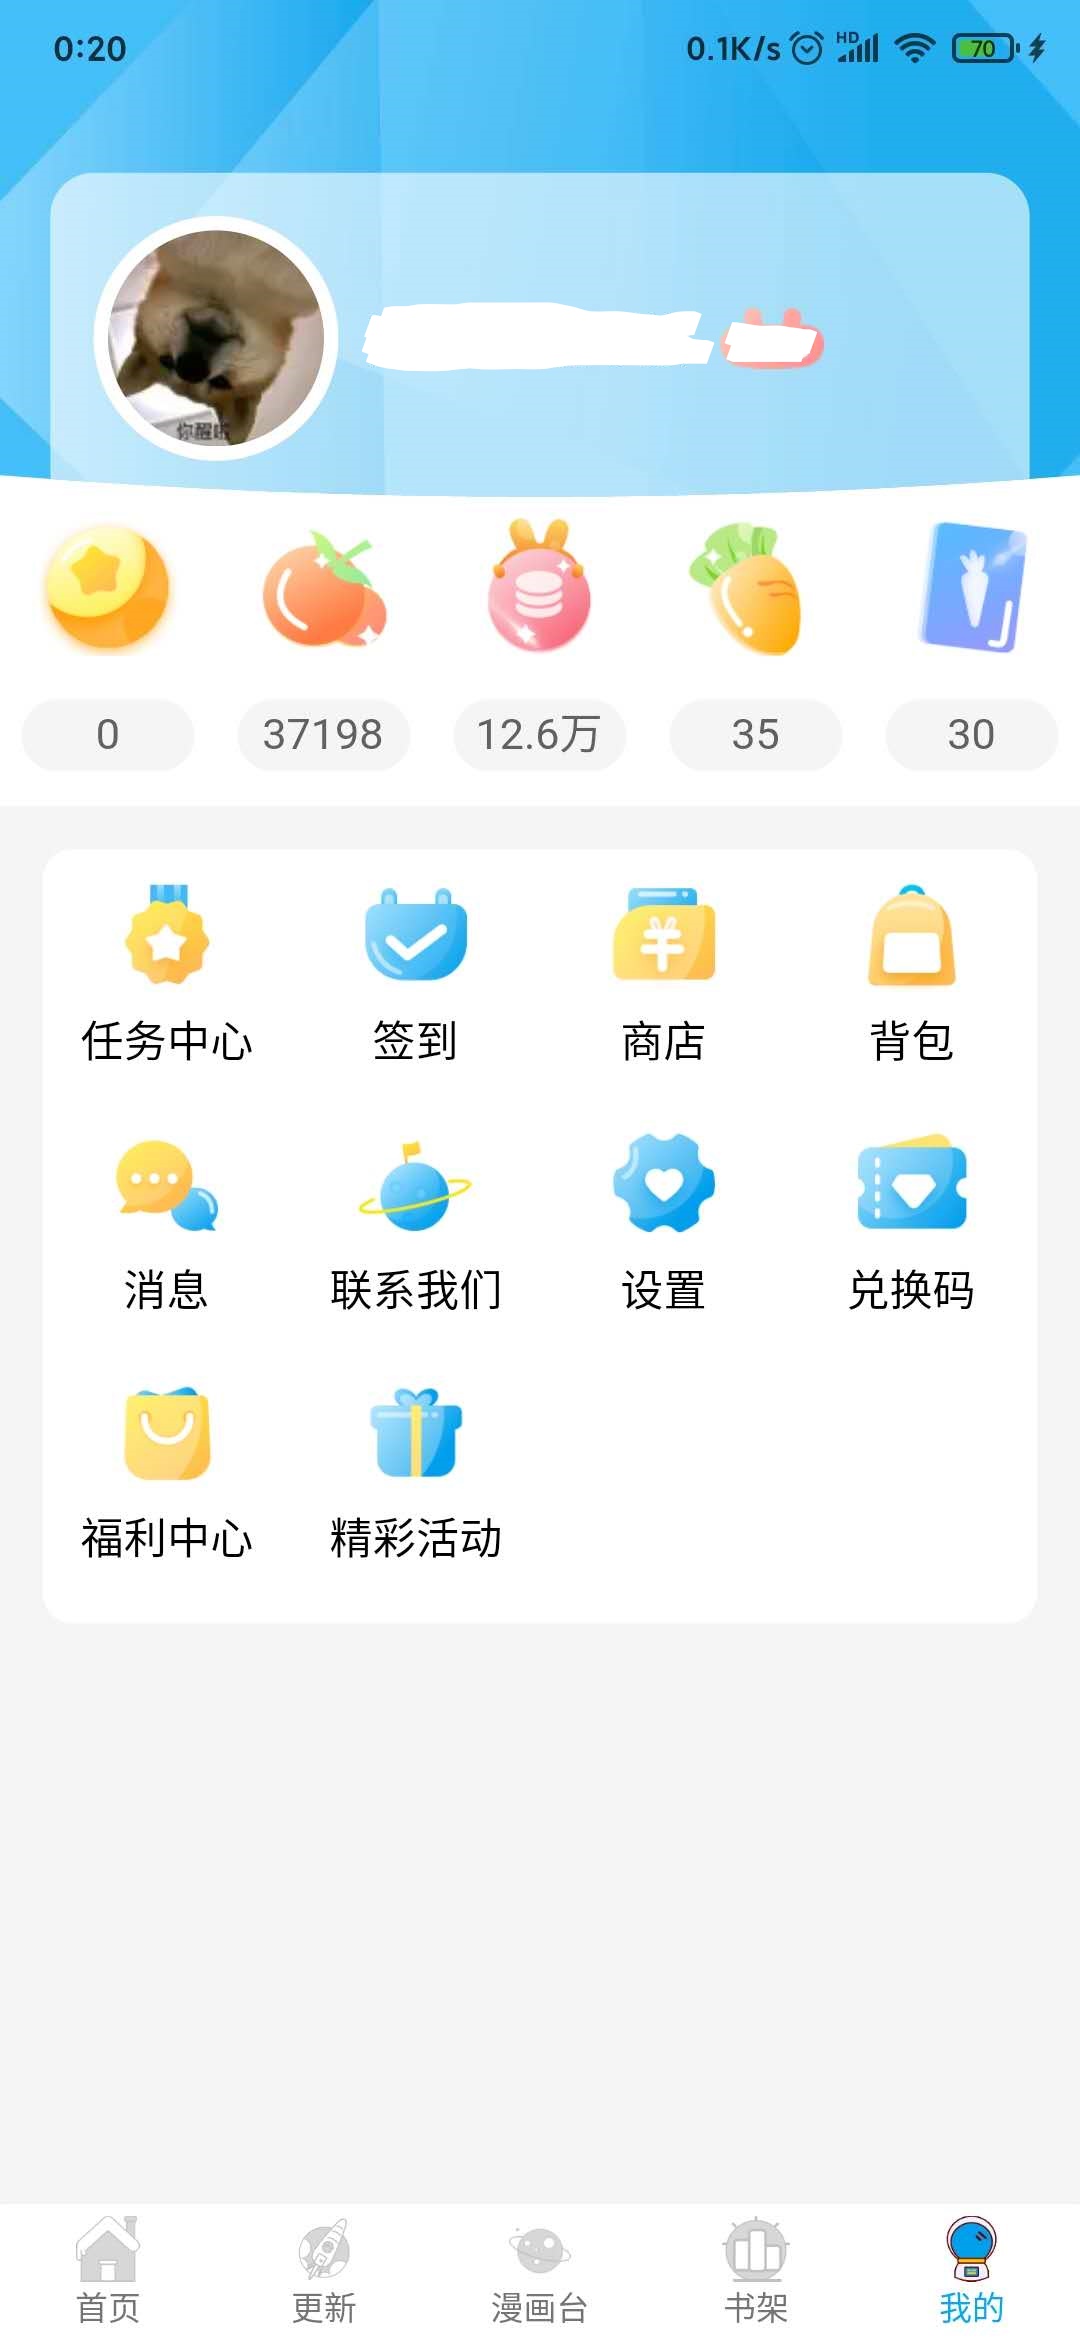 0:20 0.1K/s HD 70
你醒啦
0 37198 12.6万 35 30
任务中心 签到 商店 背包
消息 联系我们 设置 兑换码
福利中心 精彩活动
首页 更新 漫画台 书架 我的